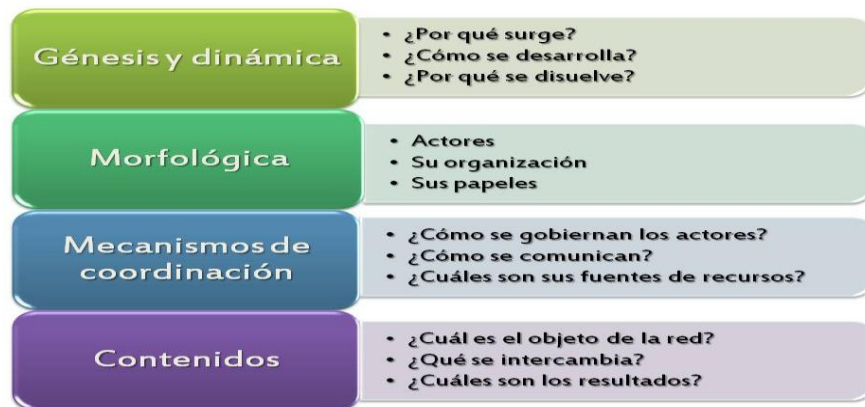 Génesis y dinámica
• ¿Por qué surge?
• ¿Cómo se desarrolla?
• ¿Por qué se disuelve?
Morfológica
• Actores
• Su organización
• Sus papeles
Mecanismos de
coordinación
• ¿Cómo se gobiernan los actores?
• ¿Cómo se comunican?
• ¿Cuáles son sus fuentes de recursos?
Contenidos
• ¿Cuál es el objeto de la red?
• ¿Qué se intercambia?
• ¿Cuáles son los resultados?